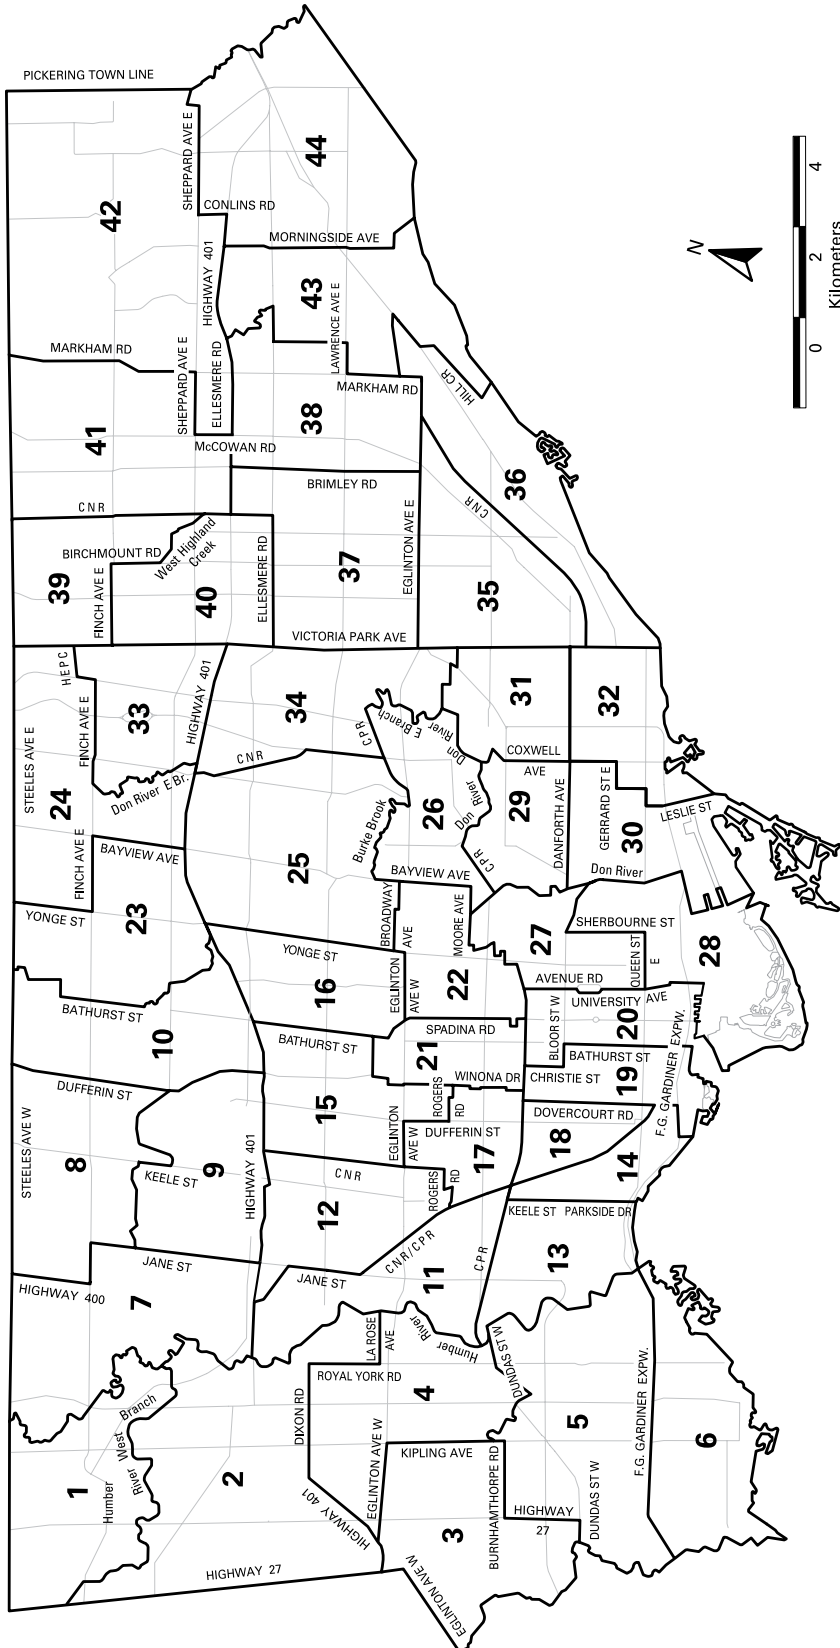 PICKERING TOWN LINE
SHEPPARD AVE E
44
42
CONLINS RD
MORNINGSIDE AVE
HIGHWAY 401
43
LAWRENCE AVE E
MARKHAM RD
SHEPPARD AVE E
ELLESMERE RD
MARKHAM RD
HILL CR
41
38
McCOWAN RD
BRIMLEY RD
CNR
CNR
36
BIRCHMOUNT RD
West Highland
Creek
39
FINCH AVE E
40
ELLESMERE RD
37
EGLINTON AVE E
35
VICTORIA PARK AVE
HEPC
STEELES AVE E
FINCH AVE E
33
HIGHWAY 401
34
CPR
E Branch
Don
River
31
32
CNR
COXWELL
AVE
24
Don River E Br.
26
Don
River
29
DANFORTH AVE
GERRARD ST E
30
LESLIE ST
FINCH AVE E
BAYVIEW AVE
25
Burke Brook
CPR
BAYVIEW AVE
Don River
YONGE ST
23
BROADWAY
AVE
MOORE AVE
27
SHERBOURNE ST
QUEEN ST
E
28
YONGE ST
16
EGLINTON
AVE W
22
AVENUE RD
BLOOR ST W
UNIVERSITY AVE
20
BATHURST ST
10
BATHURST ST
21
SPADINA RD
BATHURST ST
F.G. GARDINER EXPW.
DUFFERIN ST
15
ROGERS
RD
WINONA DR
CHRISTIE ST
19
STEELES AVE W
8
KEELE ST
9
HIGHWAY 401
EGLINTON
AVE W
DUFFERIN ST
17
DOVERCOURT RD
18
14
CNR
ROGERS
RD
12
KEELE ST
PARKSIDE DR
JANE ST
JANE ST
CNR/CPR
11
CPR
13
HIGHWAY 400
7
LA ROSE
AVE
River
Humber
DUNDAS ST W
ROYAL YORK RD
DIXON RD
4
5
F.G. GARDINER EXPW.
6
1
Humber
River
West
Branch
2
EGLINTON AVE W
KIPLING AVE
HIGHWAY 401
3
BURNHAMTHORPE RD
HIGHWAY
27
DUNDAS ST W
HIGHWAY 27
EGLINTON AVE W
N
0
2
4
Kilometers